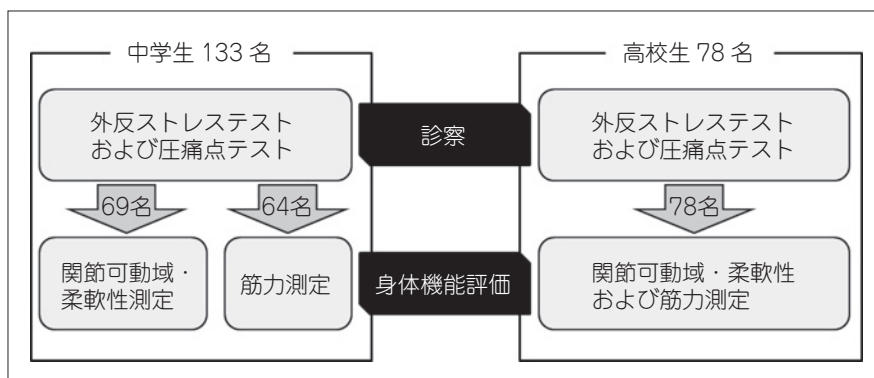 中学生 133 名
外反ストレステスト
および圧痛点テスト
69名
64名
関節可動域・
柔軟性測定
筋力測定
診察
身体機能評価
高校生 78 名
外反ストレステスト
および圧痛点テスト
78名
関節可動域・柔軟性
および筋力測定